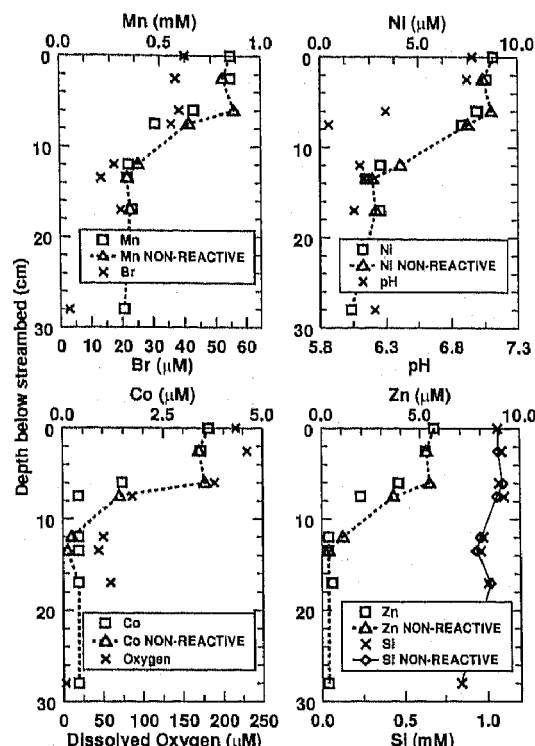 Mn (mM)
0.0 0.5 1.0
0
10
20
30
Mn
Mn NON-REACTIVE
Br
0 10 20 30 40 50 60
Br (μM)
Ni (μM)
0.0 5.0 10.0
Ni
Ni NON-REACTIVE
pH
5.8 6.3 6.8 7.3
pH
Depth below streambed (cm)
Co (μM)
0.0 2.5 5.0
0
10
20
30
Co
Co NON-REACTIVE
Oxygen
0 50 100 150 200 250
Dissolved Oxygen (μM)
Zn (μM)
0.0 5.0 10.0
0
10
20
30
Zn
Zn NON-REACTIVE
Si
Si NON-REACTIVE
0.0 0.5 1.0
Si (mM)